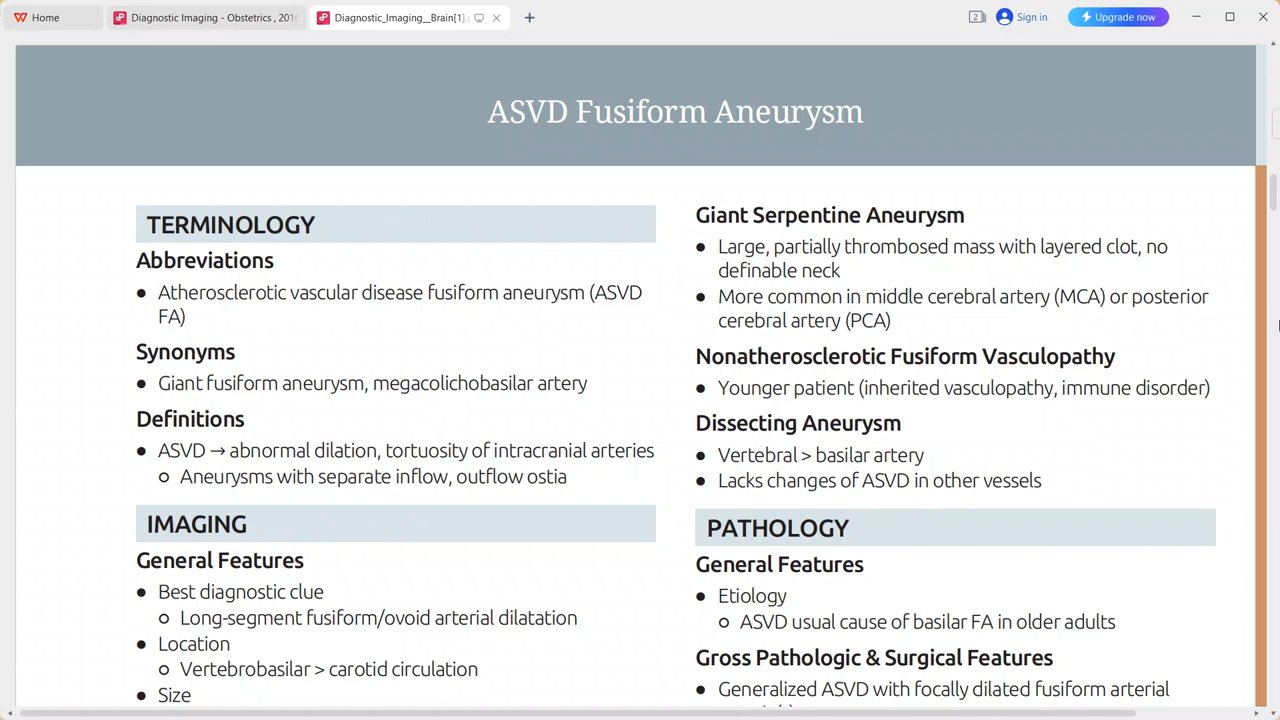 Home
Diagnostic Imaging - Obstetrics , 2016
Diagnostic_Imaging__Brain[1].
2
Sign in
Upgrade now
ASVD Fusiform Aneurysm
TERMINOLOGY
Abbreviations
● Atherosclerotic vascular disease fusiform aneurysm (ASVD
FA)
Synonyms
● Giant fusiform aneurysm, megacolichobasilar artery
Definitions
● ASVD → abnormal dilation, tortuosity of intracranial arteries
○ Aneurysms with separate inflow, outflow ostia
IMAGING
General Features
● Best diagnostic clue
○ Long-segment fusiform/ovoid arterial dilatation
● Location
○ Vertebrobasilar > carotid circulation
● Size
Giant Serpentine Aneurysm
● Large, partially thrombosed mass with layered clot, no
definable neck
● More common in middle cerebral artery (MCA) or posterior
cerebral artery (PCA)
Nonatherosclerotic Fusiform Vasculopathy
● Younger patient (inherited vasculopathy, immune disorder)
Dissecting Aneurysm
● Vertebral > basilar artery
● Lacks changes of ASVD in other vessels
PATHOLOGY
General Features
● Etiology
○ ASVD usual cause of basilar FA in older adults
Gross Pathologic & Surgical Features
● Generalized ASVD with focally dilated fusiform arterial